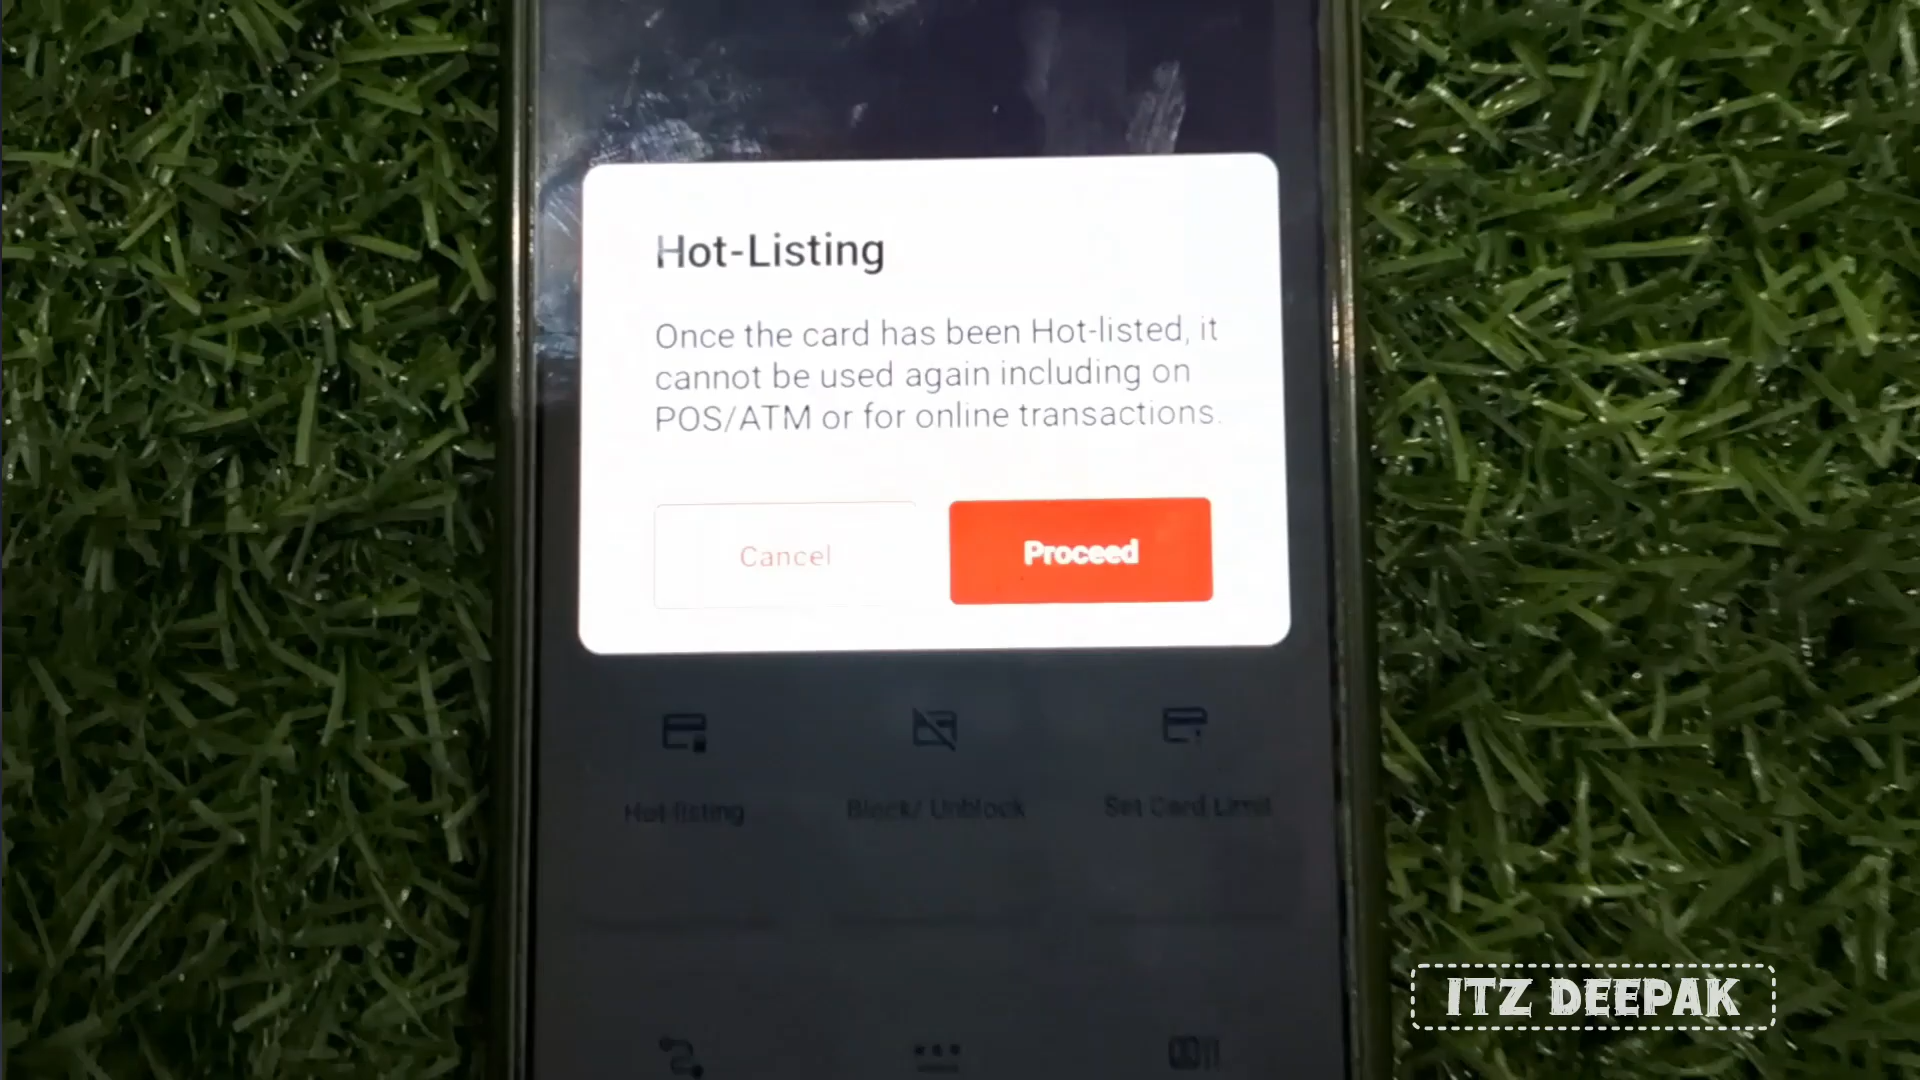 Hot-Listing
Once the card has been Hot-listed, it
cannot be used again including on
POS/ATM or for online transactions.
Cancel
Proceed
Hot-listing
Block/ Unblock
Set Card Limit
ITZ DEEPAK